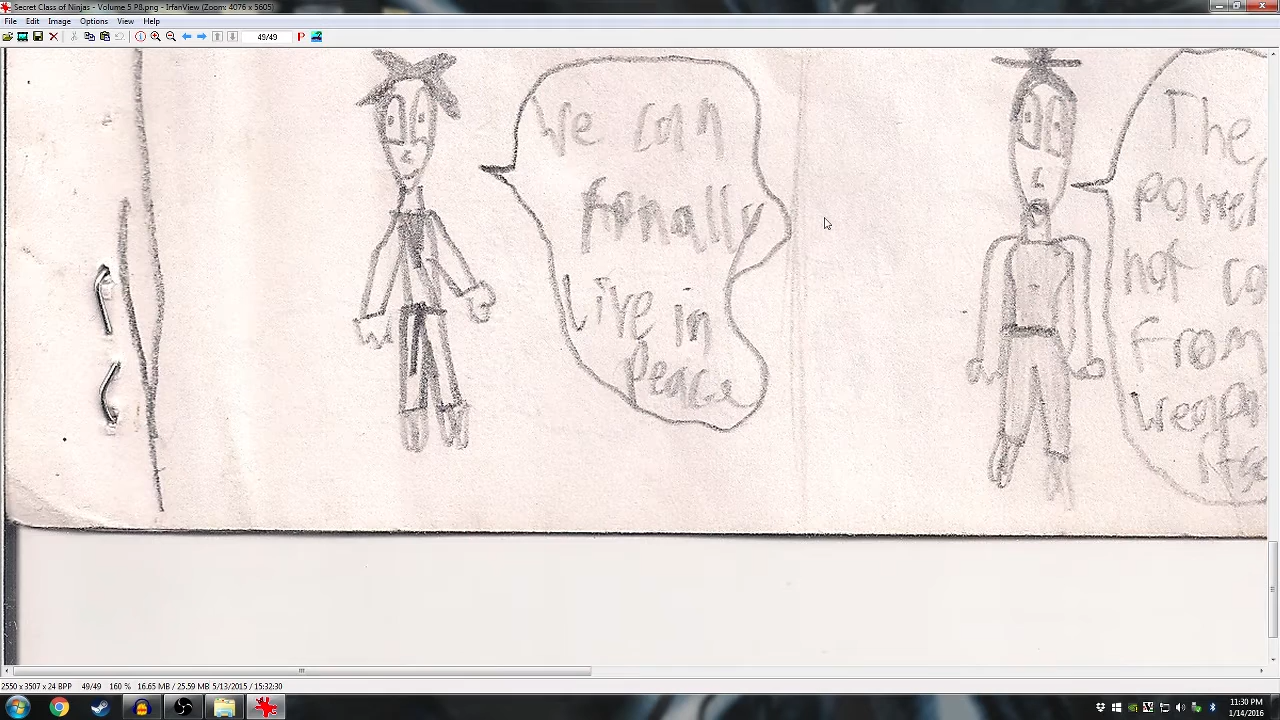 Secret Class of Ninjas - Volume 5 P8.png - IrfanView (Zoom: 4076 x 5605)
File Edit Image Options View Help
49/49
We can
finally
Live in
Peace
The
power
not co
From
weapon
itse
2550 x 3507 x 24 BPP 49/49 160 % 16.65 MB / 25.59 MB 5/13/2015 / 15:32:30
11:30 PM
1/14/2016